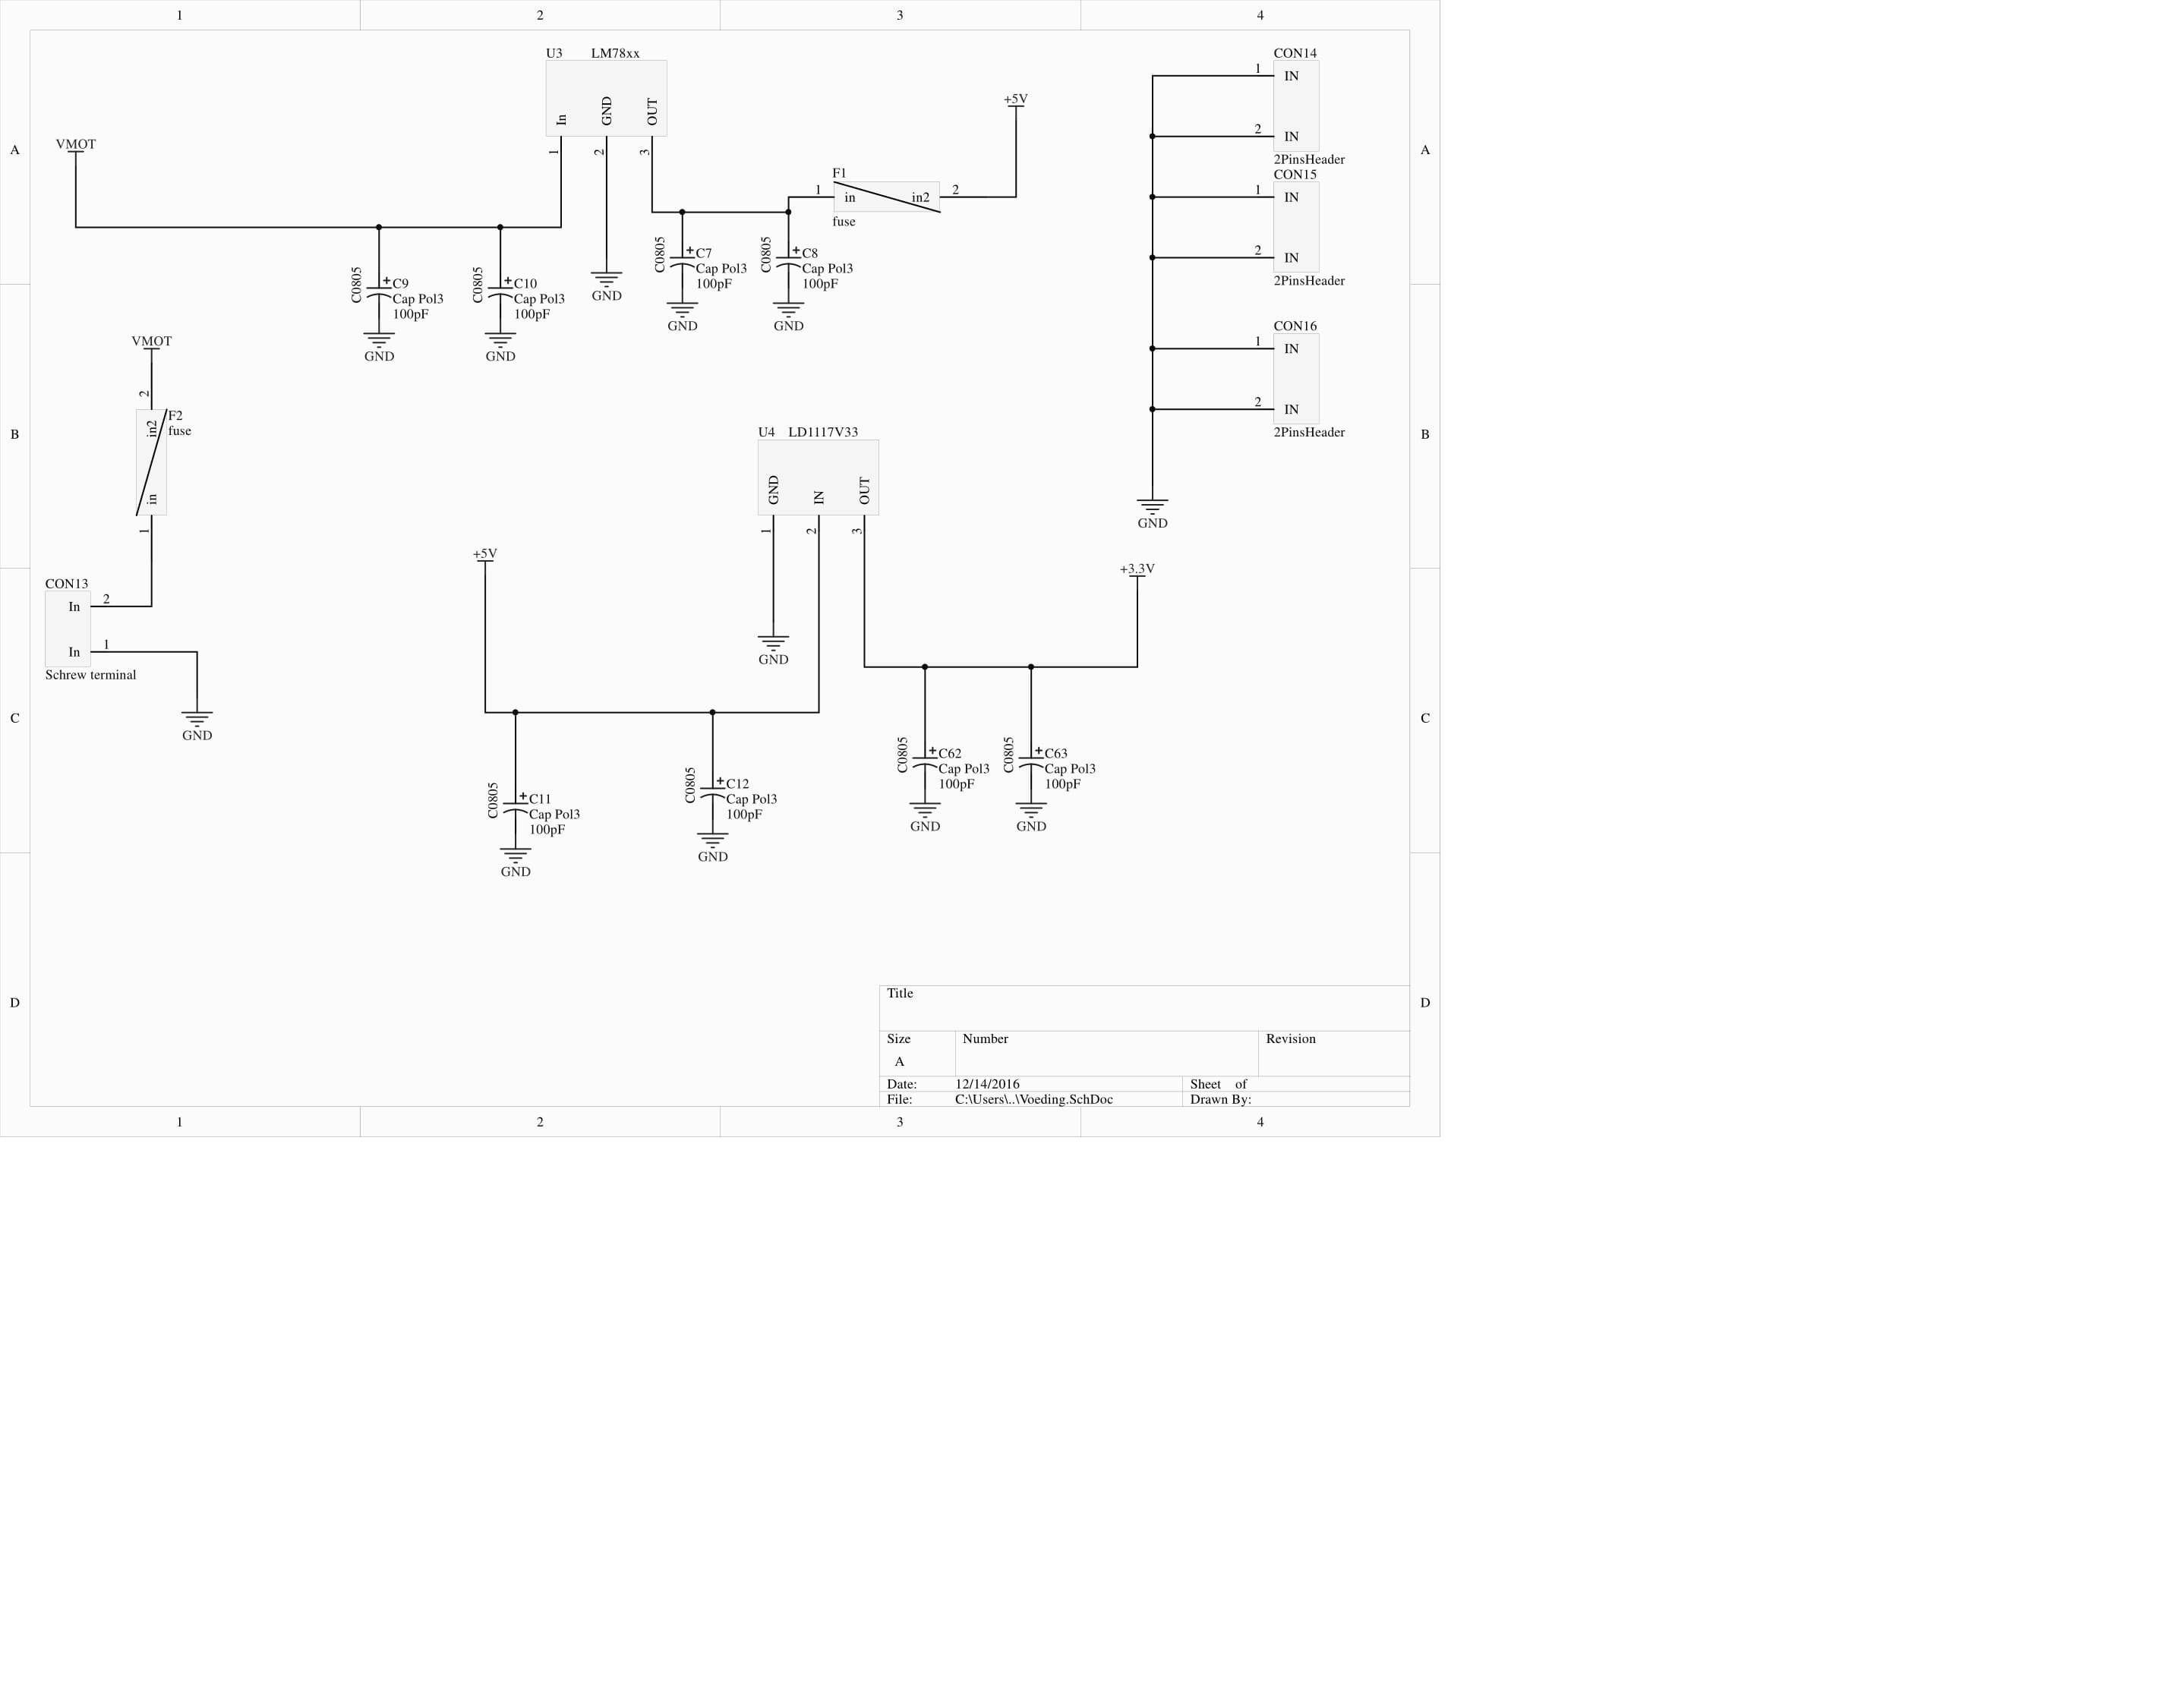 1 2 3 4
U3 LM78xx
In
GND
OUT
1
2
3
CON14
1 IN
2 IN
2PinsHeader
CON15
1 IN
2 IN
2PinsHeader
+5V
A A
VMOT
F1
1 in in2 2
fuse
C0805
+ C7
Cap Pol3
100pF
GND
C0805
+ C8
Cap Pol3
100pF
GND
C0805
+ C9
Cap Pol3
100pF
GND
C0805
+ C10
Cap Pol3
100pF
GND
GND
CON16
1 IN
2 IN
2PinsHeader
GND
VMOT
2
in2
F2
fuse
in
1
B B
U4 LD1117V33
GND
IN
OUT
1
2
3
GND
+5V
+3.3V
CON13
In 2
In 1
Schrew terminal
GND
C C
C0805
+ C11
Cap Pol3
100pF
GND
C0805
+ C12
Cap Pol3
100pF
GND
C0805
+ C62
Cap Pol3
100pF
GND
C0805
+ C63
Cap Pol3
100pF
GND
D D
Title
Size Number Revision
A
Date: 12/14/2016 Sheet of
File: C:\Users\..\Voeding.SchDoc Drawn By:
1 2 3 4